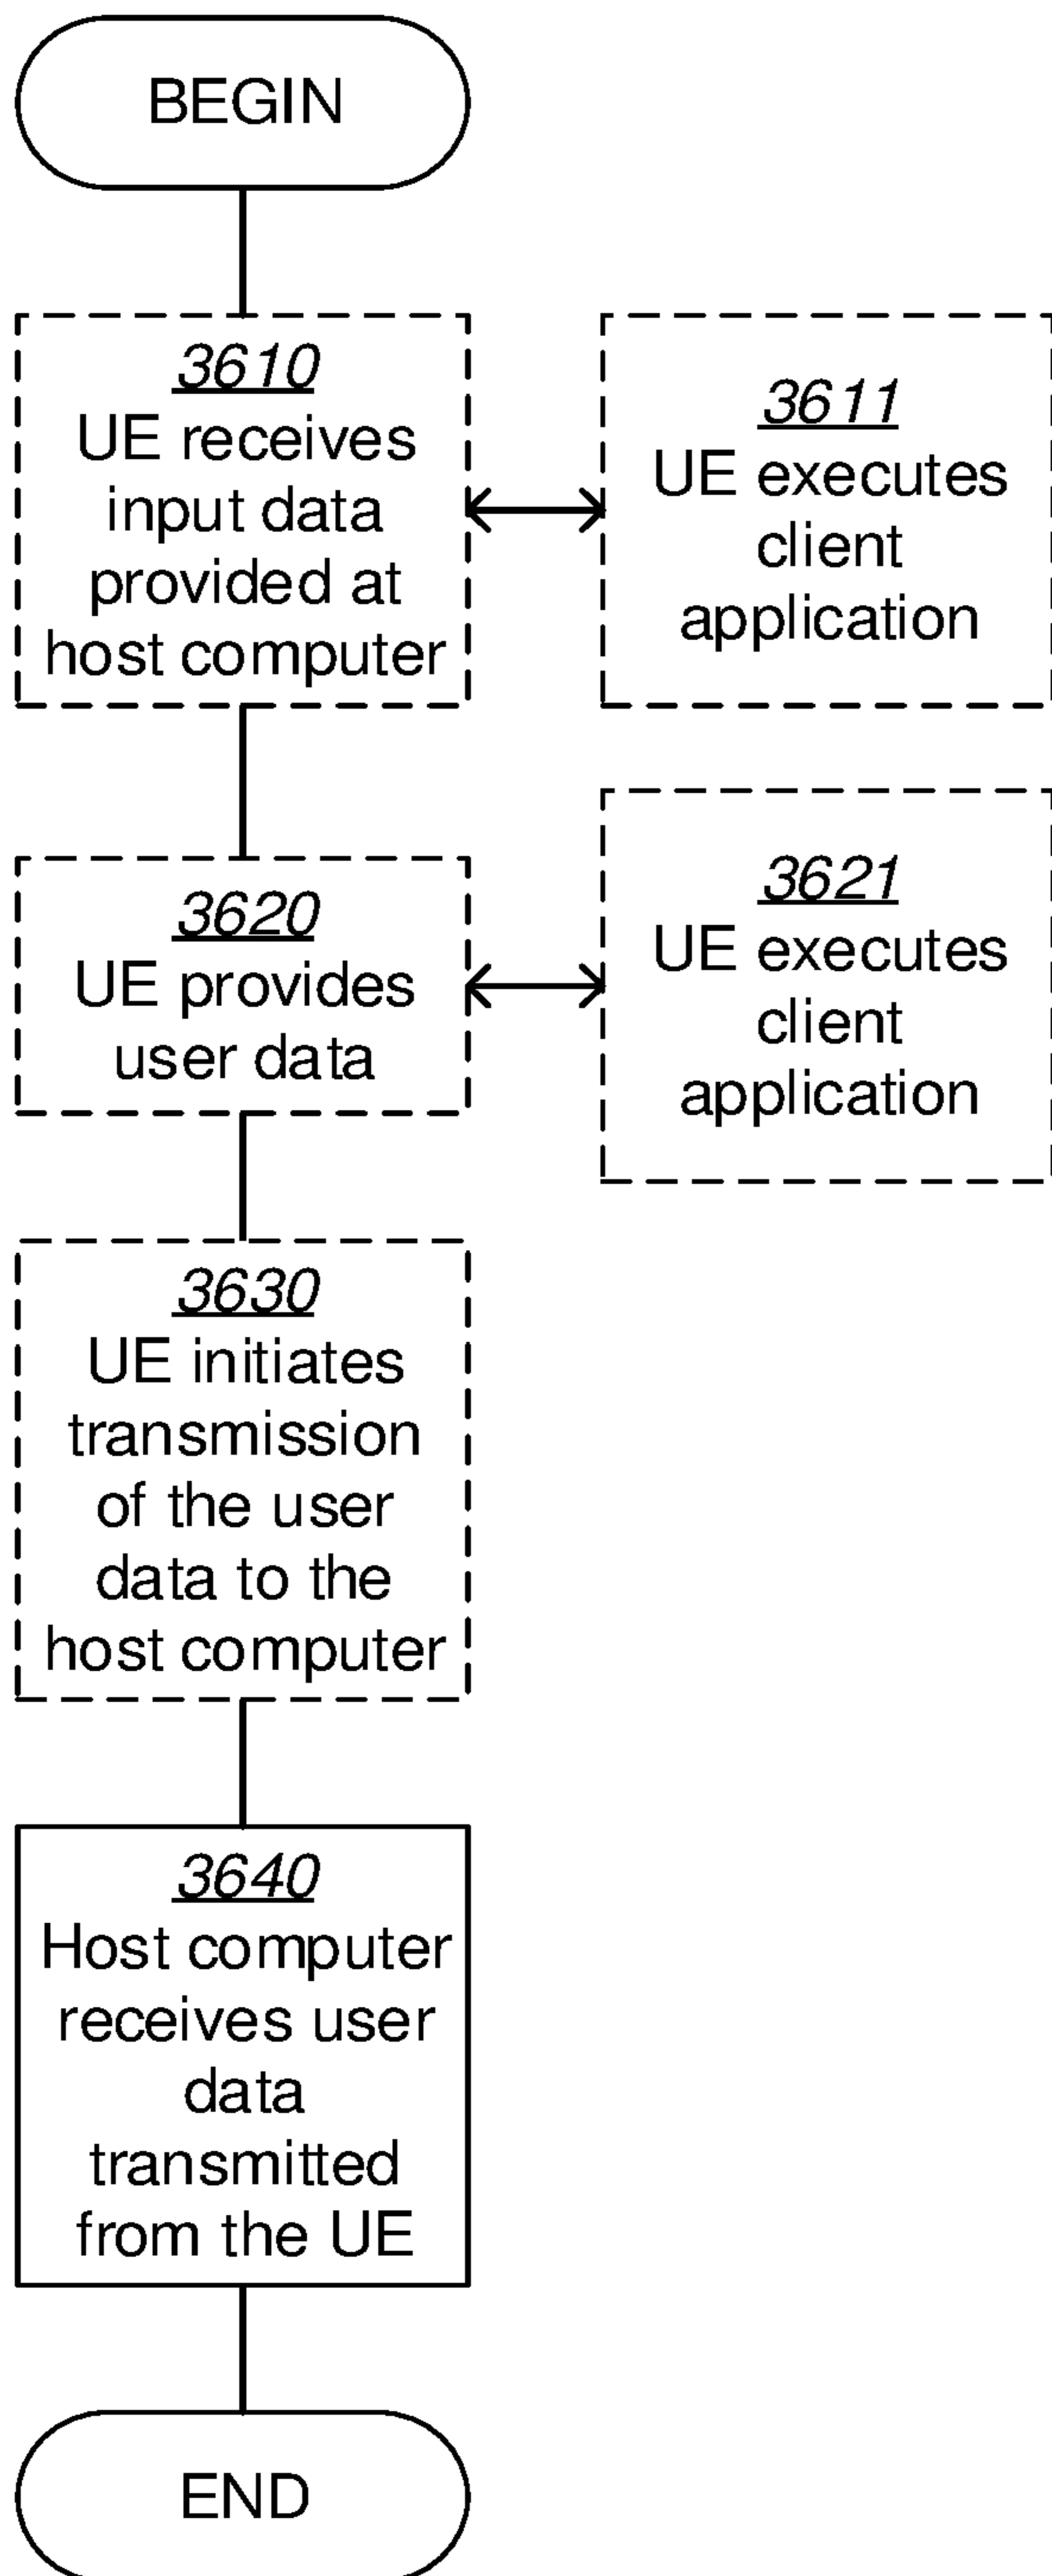 BEGIN
3610
UE receives
input data
provided at
host computer
3611
UE executes
client
application
3620
UE provides
user data
3621
UE executes
client
application
3630
UE initiates
transmission
of the user
data to the
host computer
3640
Host computer
receives user
data
transmitted
from the UE
END